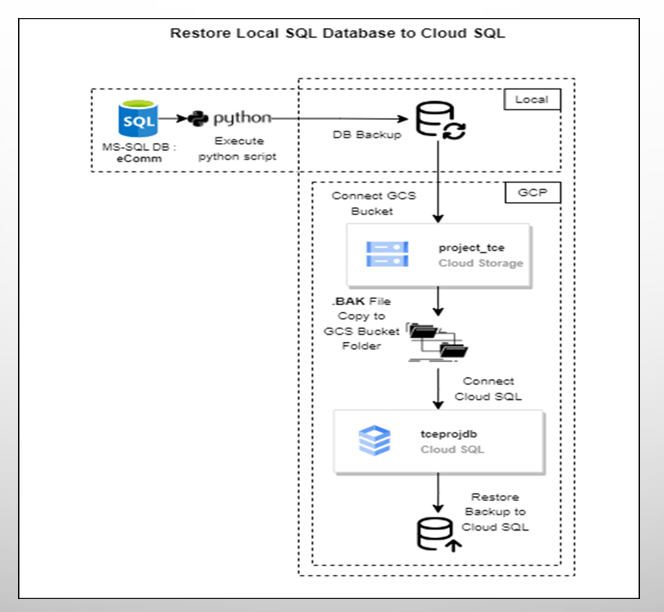 Restore Local SQL Database to Cloud SQL
Local
SQL
python
MS-SQL DB :
eComm
Execute
python script
DB Backup
GCP
Connect GCS
Bucket
project_tce
Cloud Storage
.BAK File
Copy to
GCS Bucket
Folder
Connect
Cloud SQL
tceprojdb
Cloud SQL
Restore
Backup to
Cloud SQL